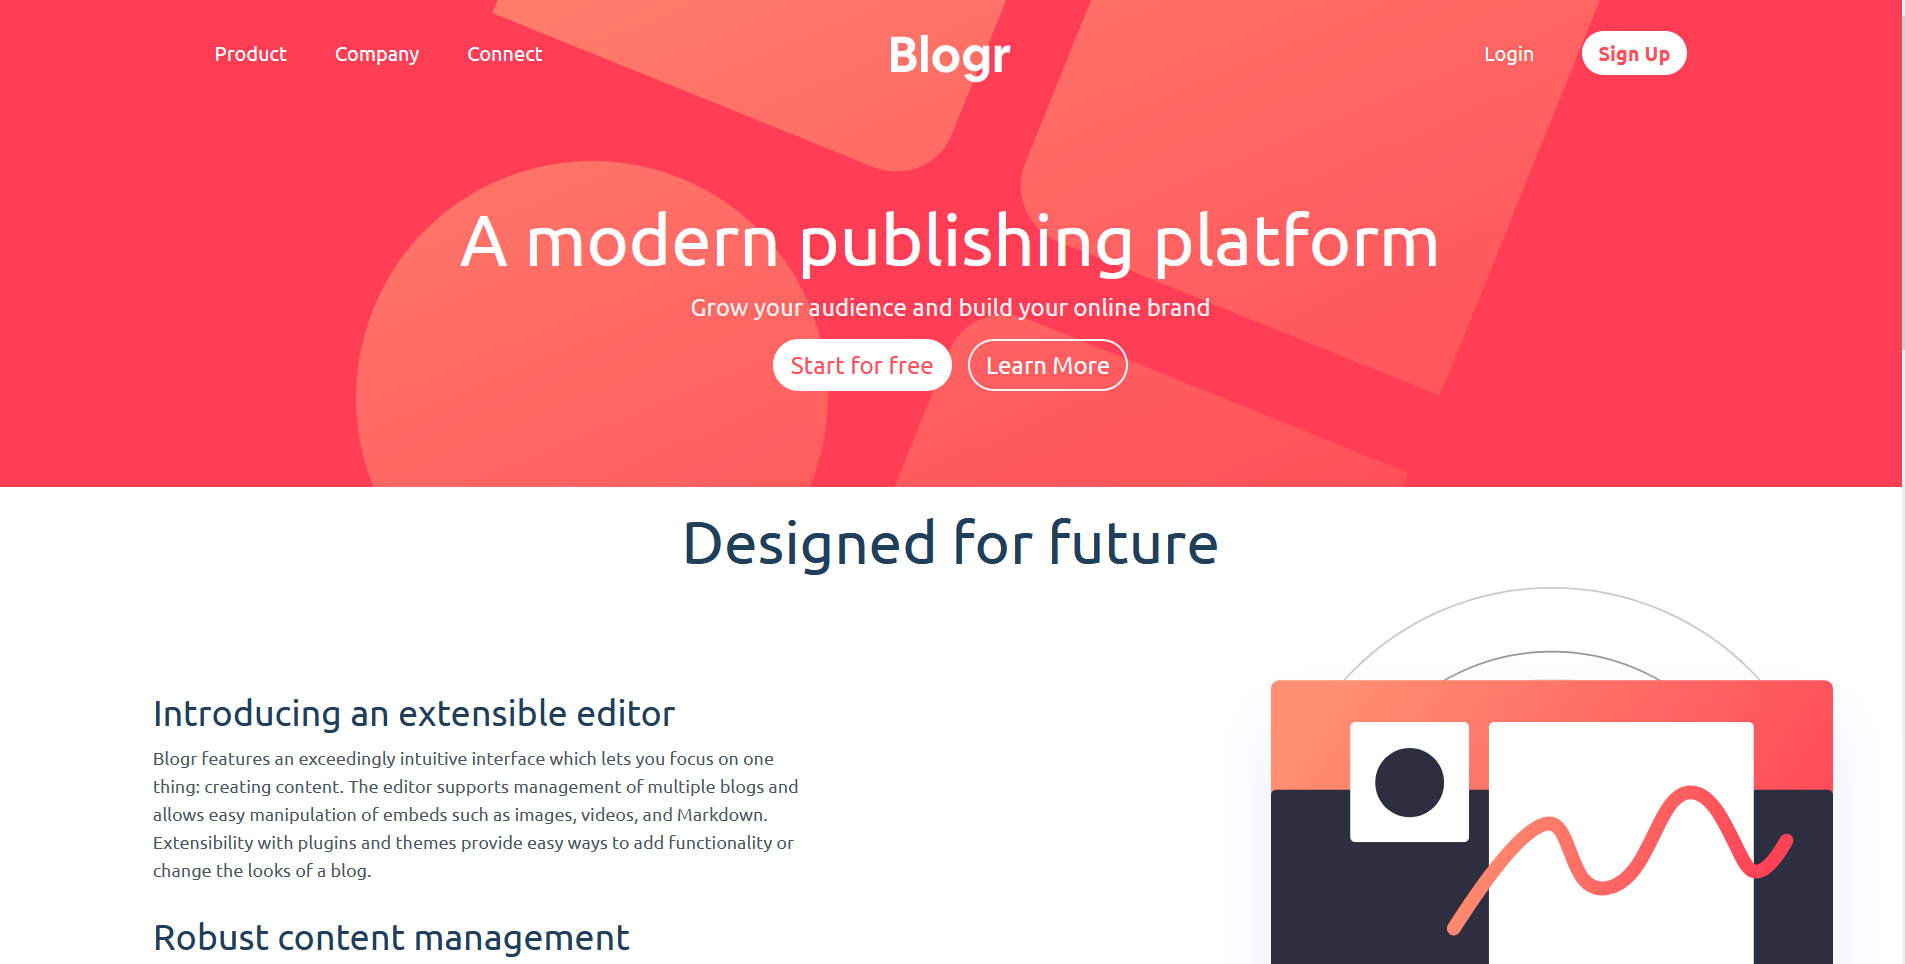 Product Company Connect Blogr Login Sign Up
A modern publishing platform
Grow your audience and build your online brand
Start for free Learn More
Designed for future
Introducing an extensible editor
Blogr features an exceedingly intuitive interface which lets you focus on one
thing: creating content. The editor supports management of multiple blogs and
allows easy manipulation of embeds such as images, videos, and Markdown.
Extensibility with plugins and themes provide easy ways to add functionality or
change the looks of a blog.
Robust content management